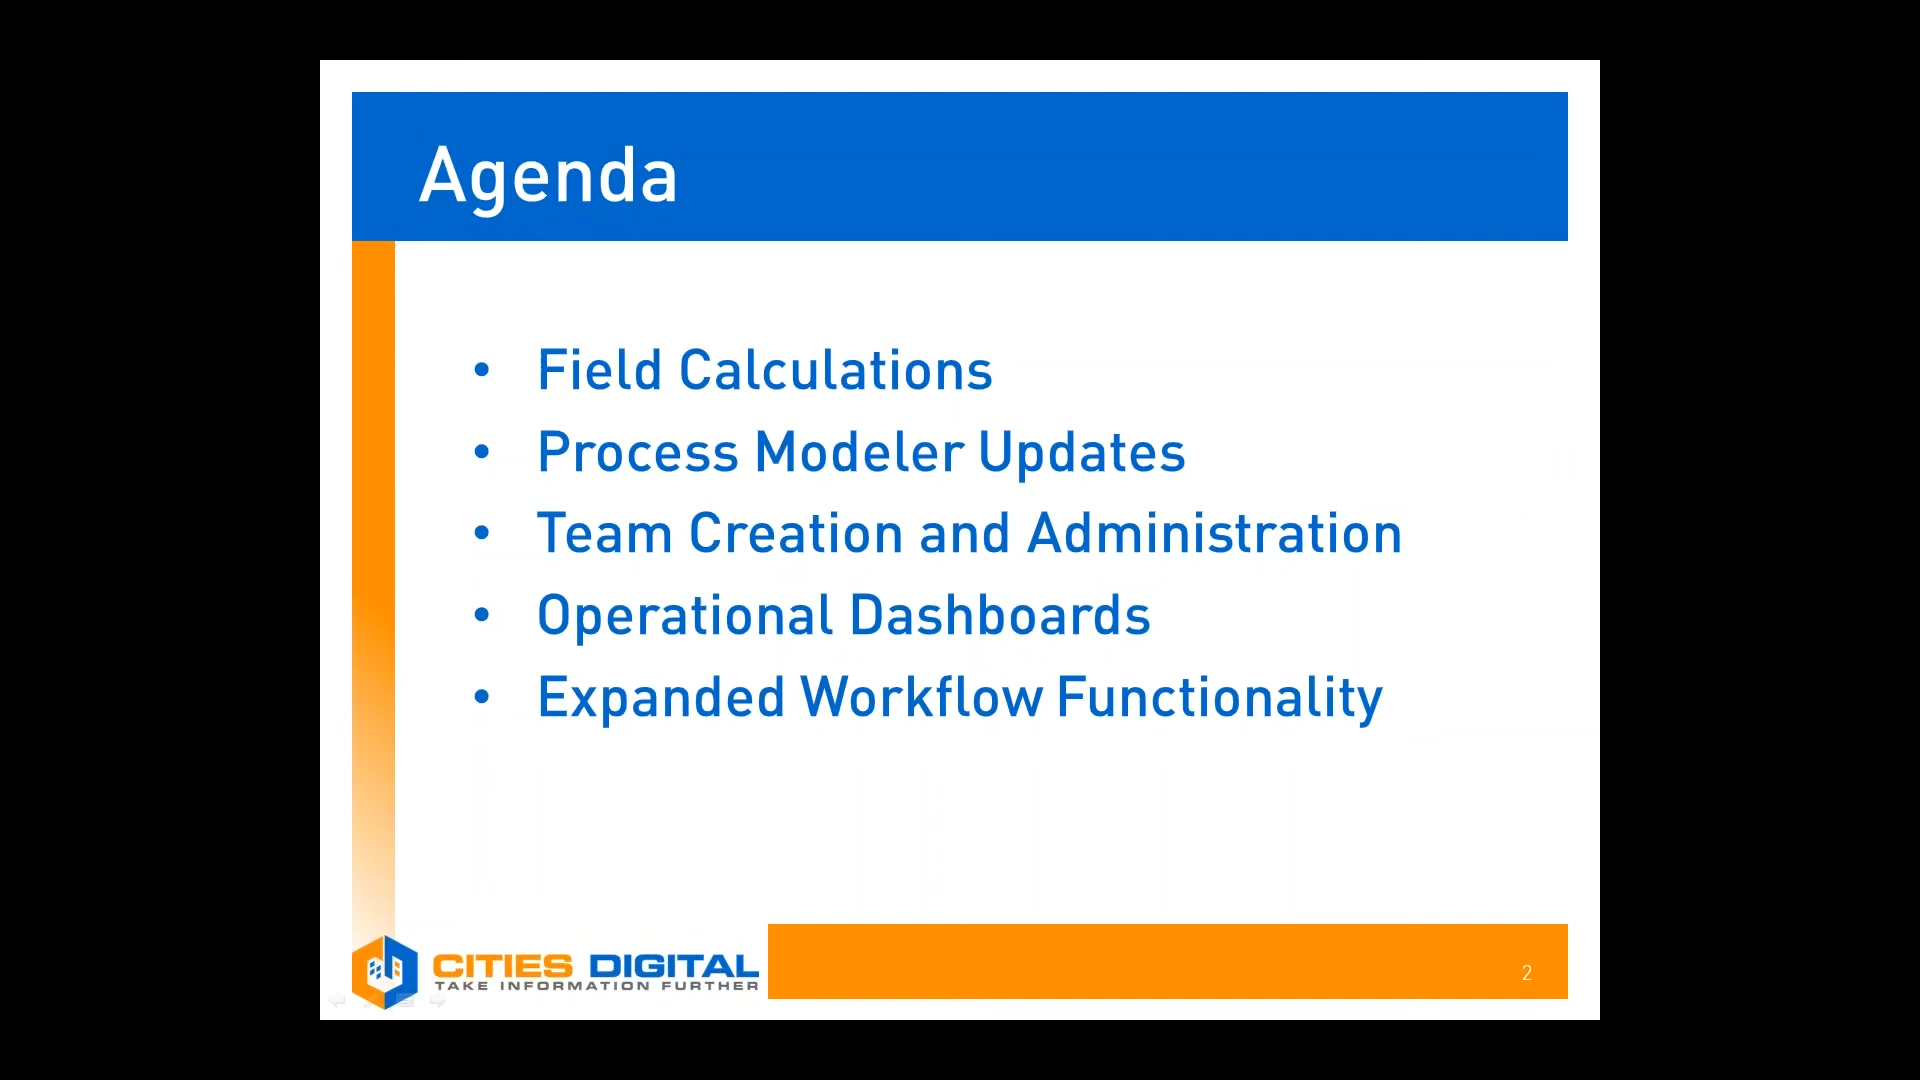 Agenda
• Field Calculations
• Process Modeler Updates
• Team Creation and Administration
• Operational Dashboards
• Expanded Workflow Functionality
CITIES DIGITAL
TAKE INFORMATION FURTHER
2